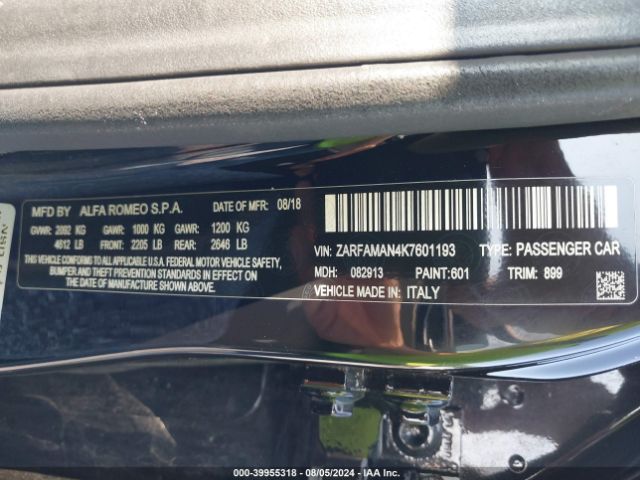 MFD BY ALFA ROMEO S.P.A. DATE OF MFR: 08/18
GVWR: 2092 KG GAWR: 1000 KG GAWR: 1200 KG
4612 LB FRONT: 2205 LB REAR: 2646 LB
THIS VEHICLE CONFORMS TO ALL APPLICABLE U.S.A. FEDERAL MOTOR VEHICLE SAFETY,
BUMPER AND THEFT PREVENTION STANDARDS IN EFFECT ON
THE DATE OF MANUFACTURE SHOWN ABOVE.
VIN: ZARFAMAN4K7601193 TYPE: PASSENGER CAR
MDH: 082913 PAINT: 601 TRIM: 899
VEHICLE MADE IN: ITALY
000-39955318 - 08/05/2024 - IAA Inc.